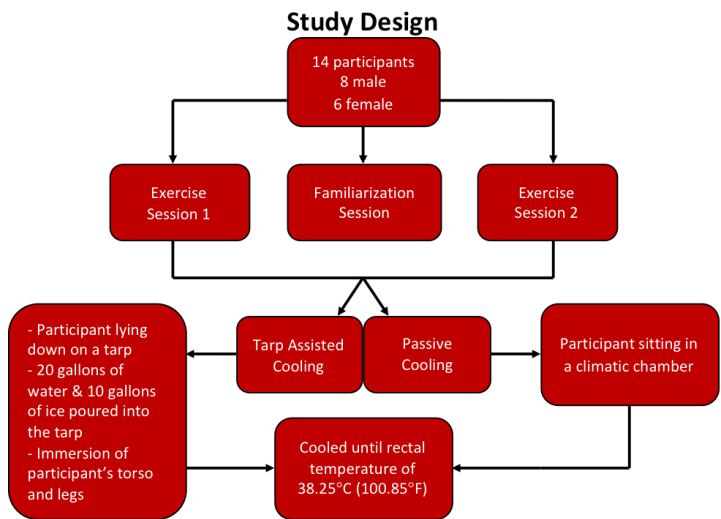 Study Design
14 participants
8 male
6 female
Exercise
Session 1
Familiarization
Session
Exercise
Session 2
- Participant lying
down on a tarp
- 20 gallons of
water & 10 gallons
of ice poured into
the tarp
- Immersion of
participant's torso
and legs
Tarp Assisted
Cooling
Passive
Cooling
Participant sitting in
a climatic chamber
Cooled until rectal
temperature of
38.25°C (100.85°F)